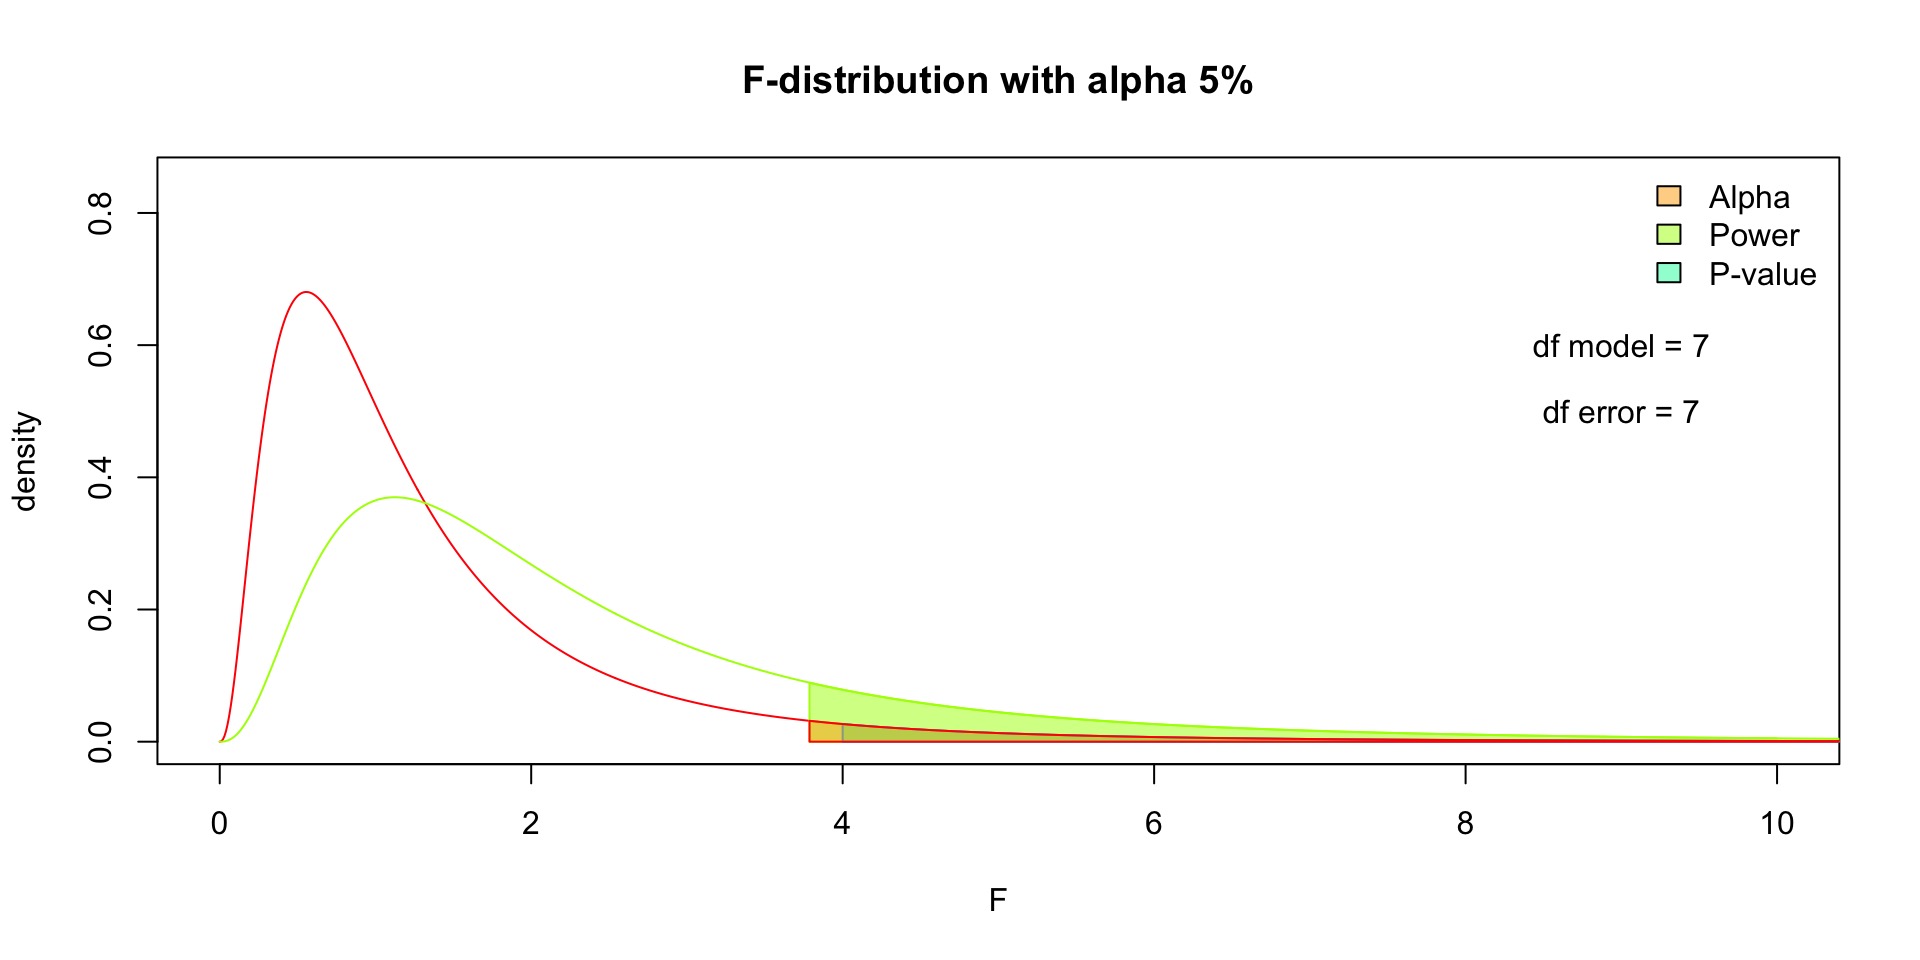 F-distribution with alpha 5%
Alpha
Power
P-value
df model = 7
df error = 7
density
0.8
0.6
0.4
0.2
0.0
0 2 4 6 8 10
F